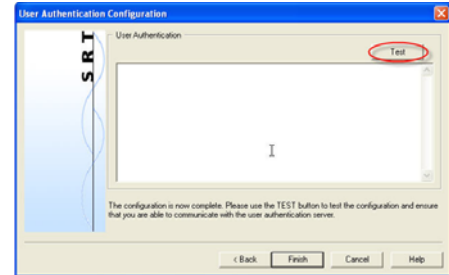 User Authentication Configuration
User Authentication
Test
SRT
The configuration is now complete. Please use the TEST button to test the configuration and ensure
that you are able to communicate with the user authentication server.
< Back
Finish
Cancel
Help